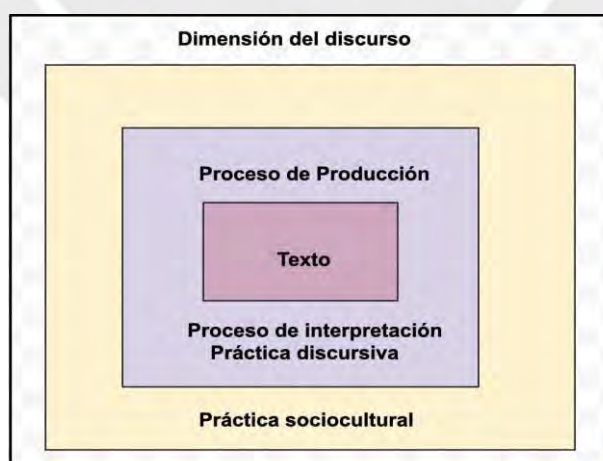 Dimensión del discurso
Proceso de Producción
Texto
Proceso de interpretación
Práctica discursiva
Práctica sociocultural